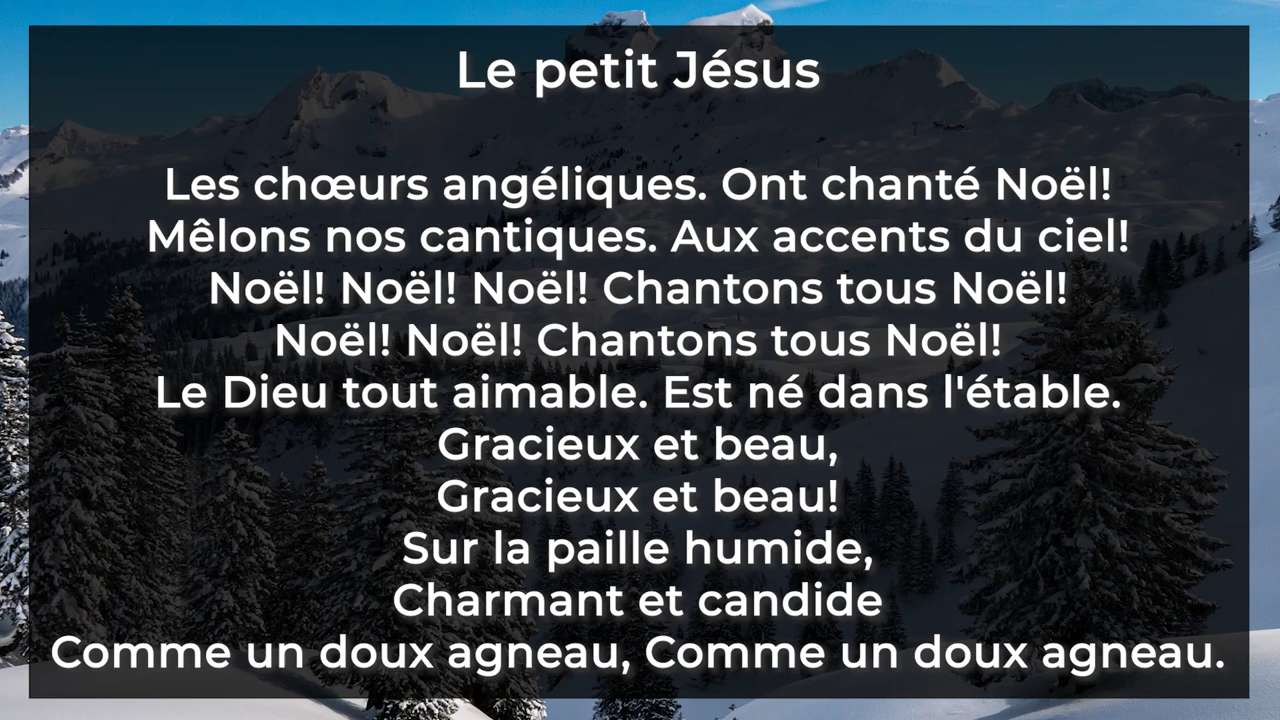 Le petit Jésus
Les chœurs angéliques. Ont chanté Noël!
Mêlons nos cantiques. Aux accents du ciel!
Noël! Noël! Noël! Chantons tous Noël!
Noël! Noël! Chantons tous Noël!
Le Dieu tout aimable. Est né dans l'étable.
Gracieux et beau,
Gracieux et beau!
Sur la paille humide,
Charmant et candide
Comme un doux agneau, Comme un doux agneau.